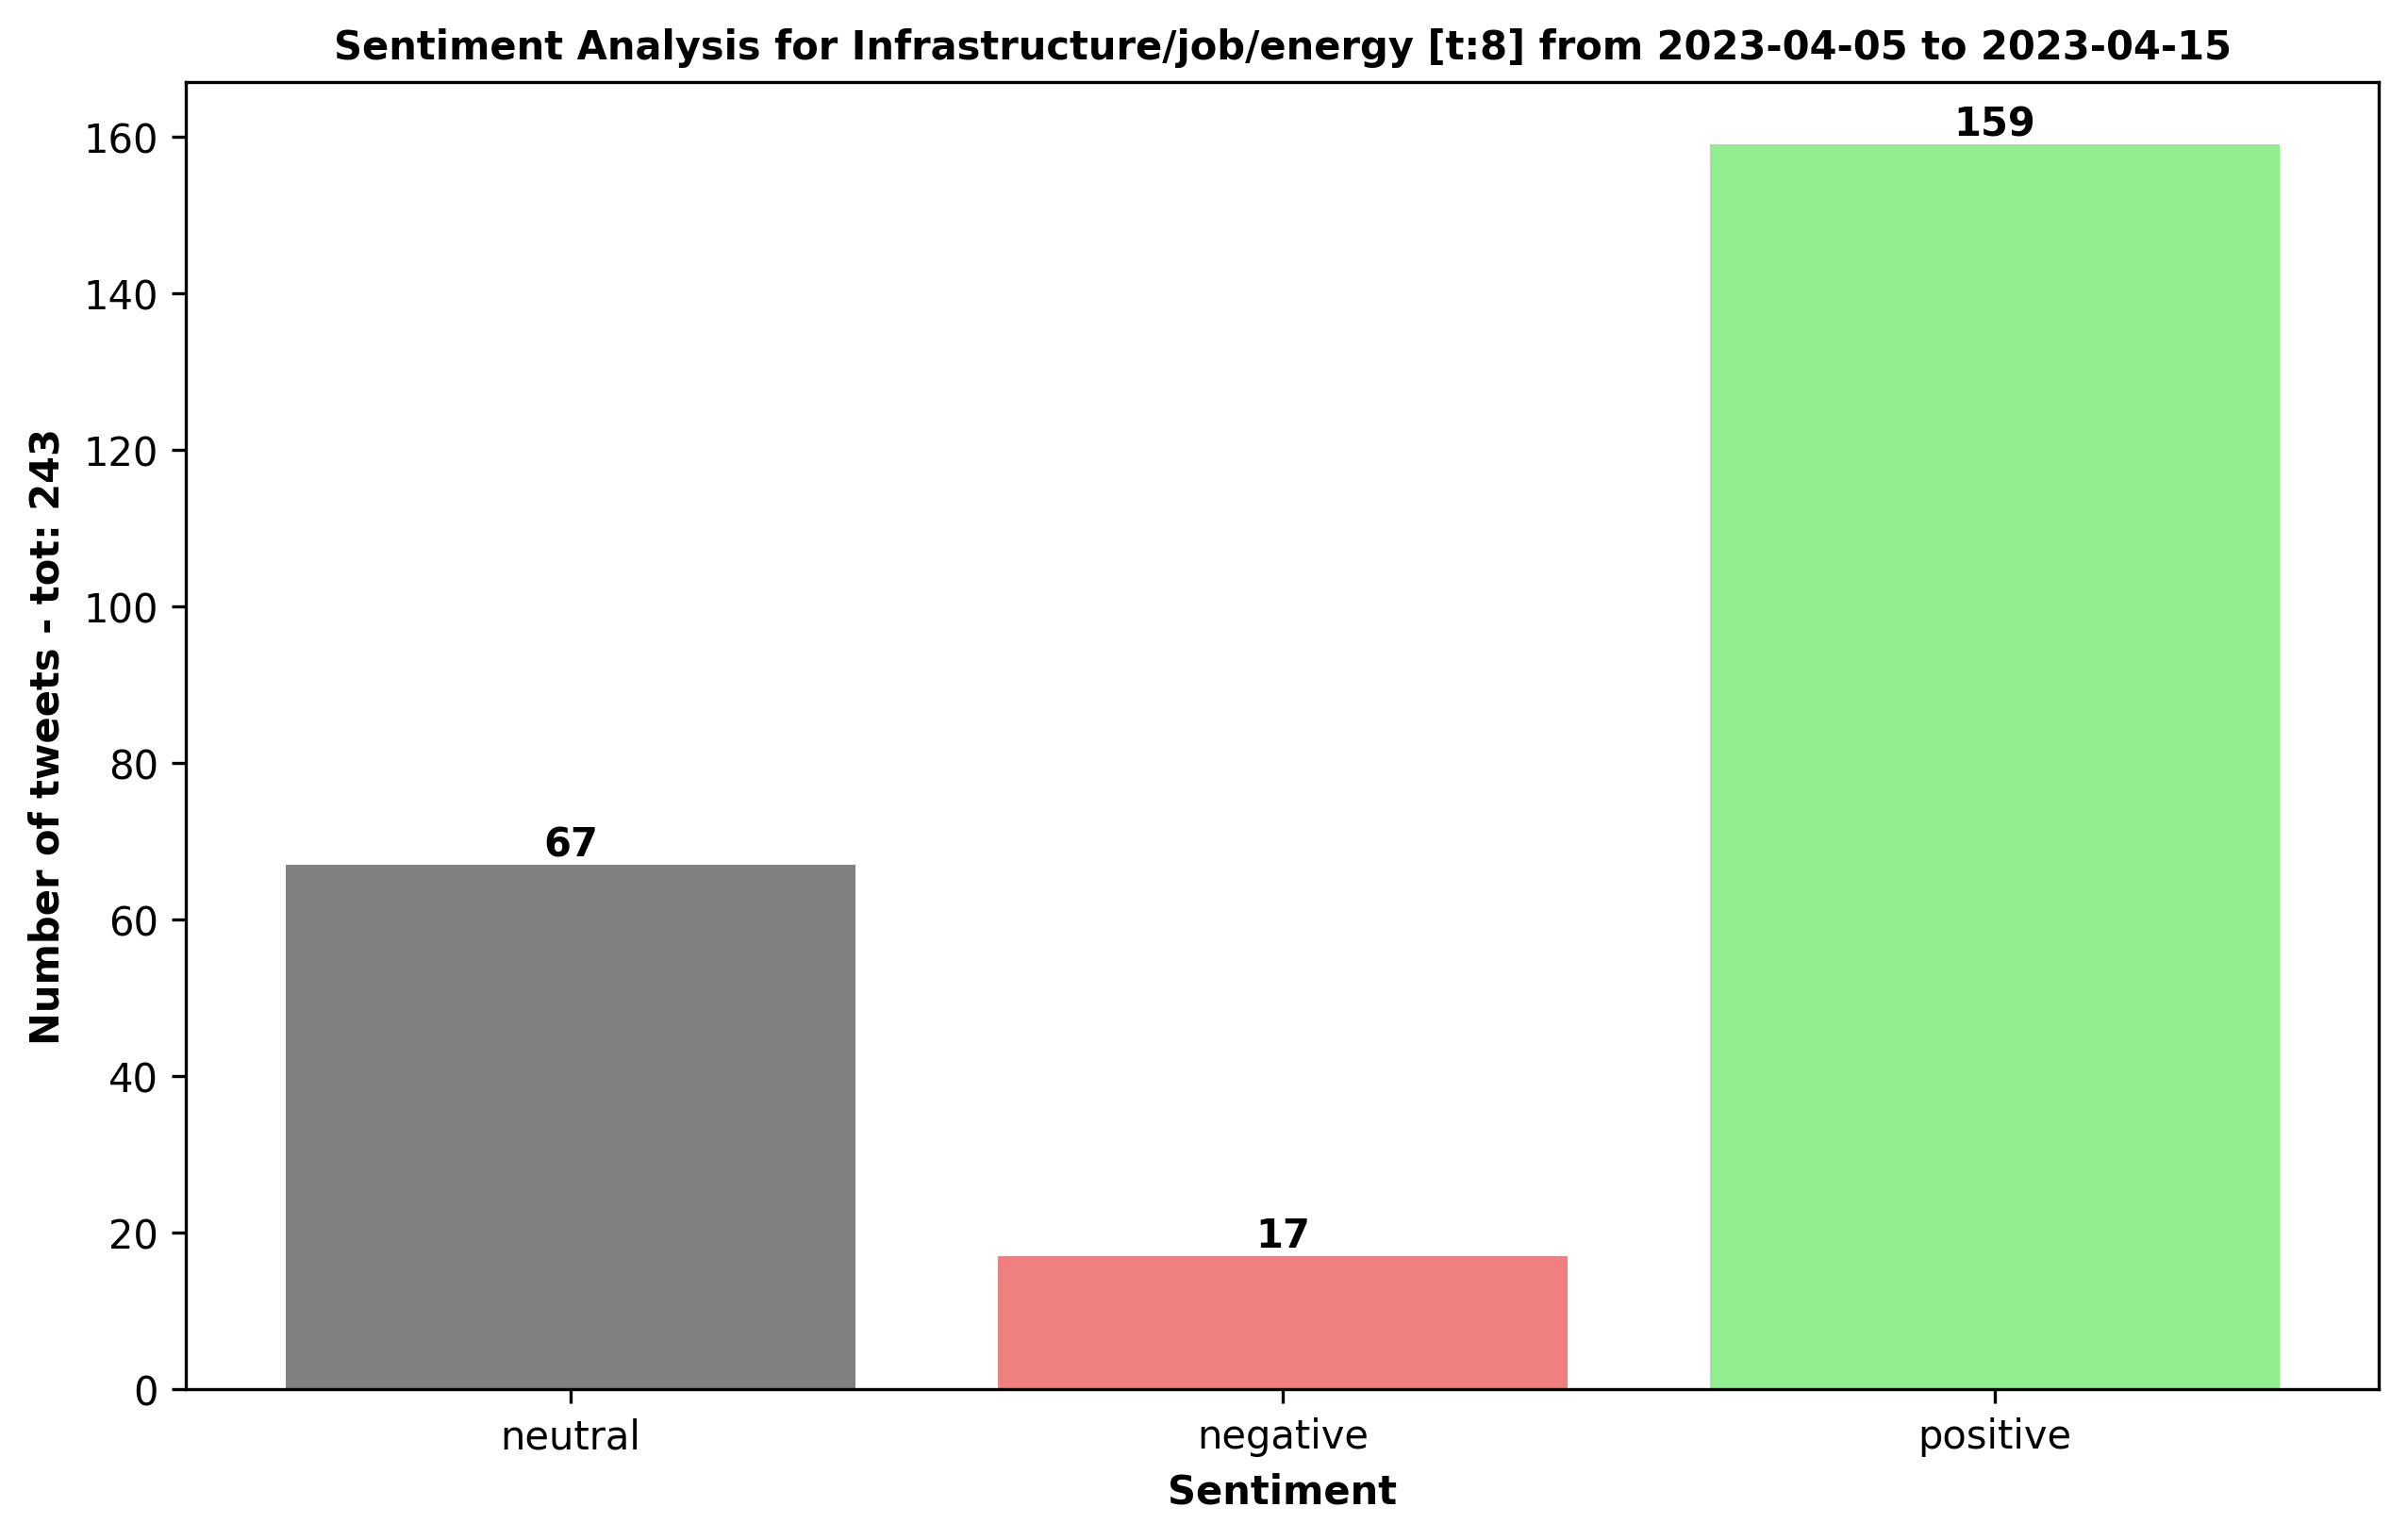 Sentiment Analysis for Infrastructure/job/energy [t:8] from 2023-04-05 to 2023-04-15
Number of tweets - tot: 243
160
140
120
100
80
60
40
20
0
67
17
159
neutral
negative
positive
Sentiment